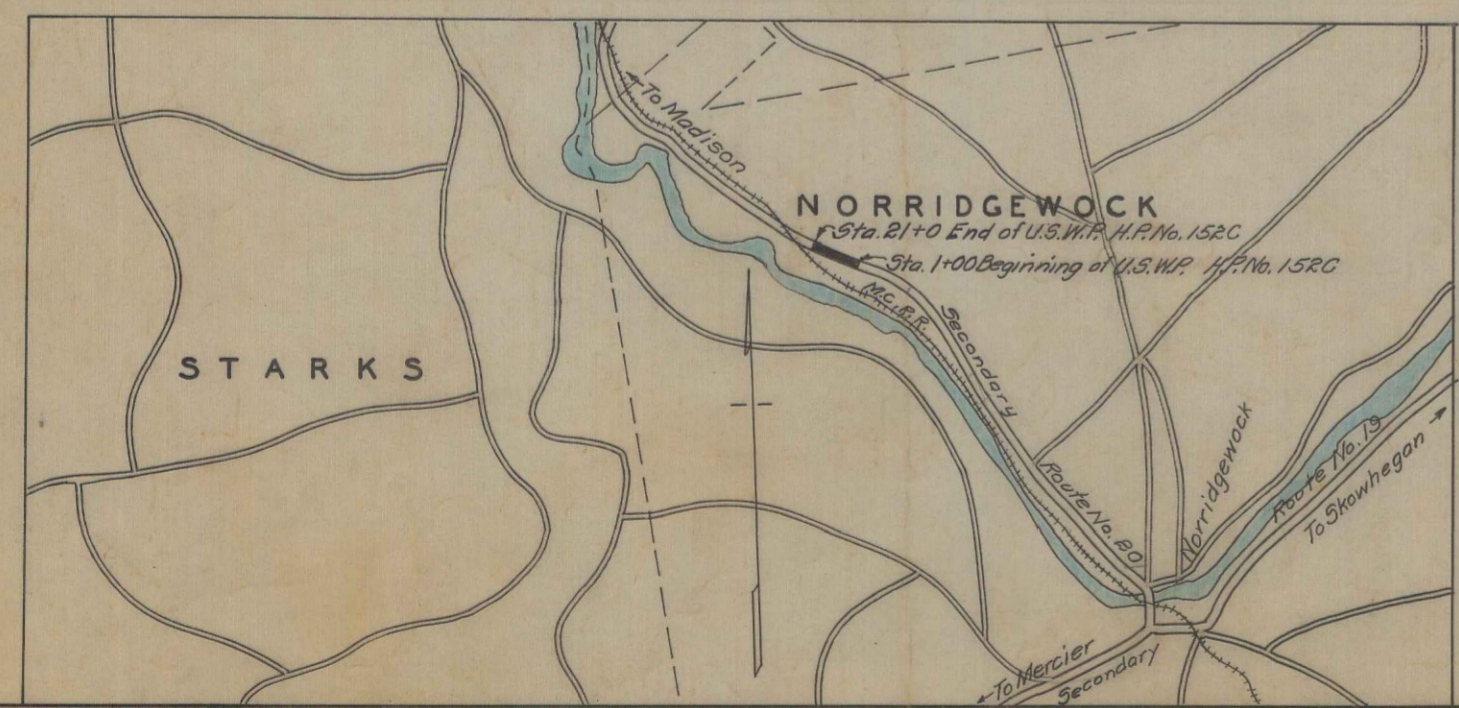 To Madison
NORRIDGEWOCK
Sta. 21+0 End of U.S.W.P. H.P. No. 152C
Sta. 1+00 Beginning of U.S.W.P. H.P. No. 152C
M.C.R.R.
Secondary
STARKS
Route No. 20
Norridgewock
Route No. 19
To Skowhegan
To Mercier
Secondary